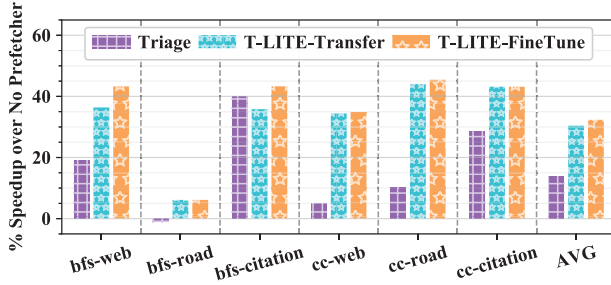 % Speedup over No Prefetcher
60
40
20
0
Triage
T-LITE-Transfer
T-LITE-FineTune
bfs-web
bfs-road
bfs-citation
cc-web
cc-road
cc-citation
AVG